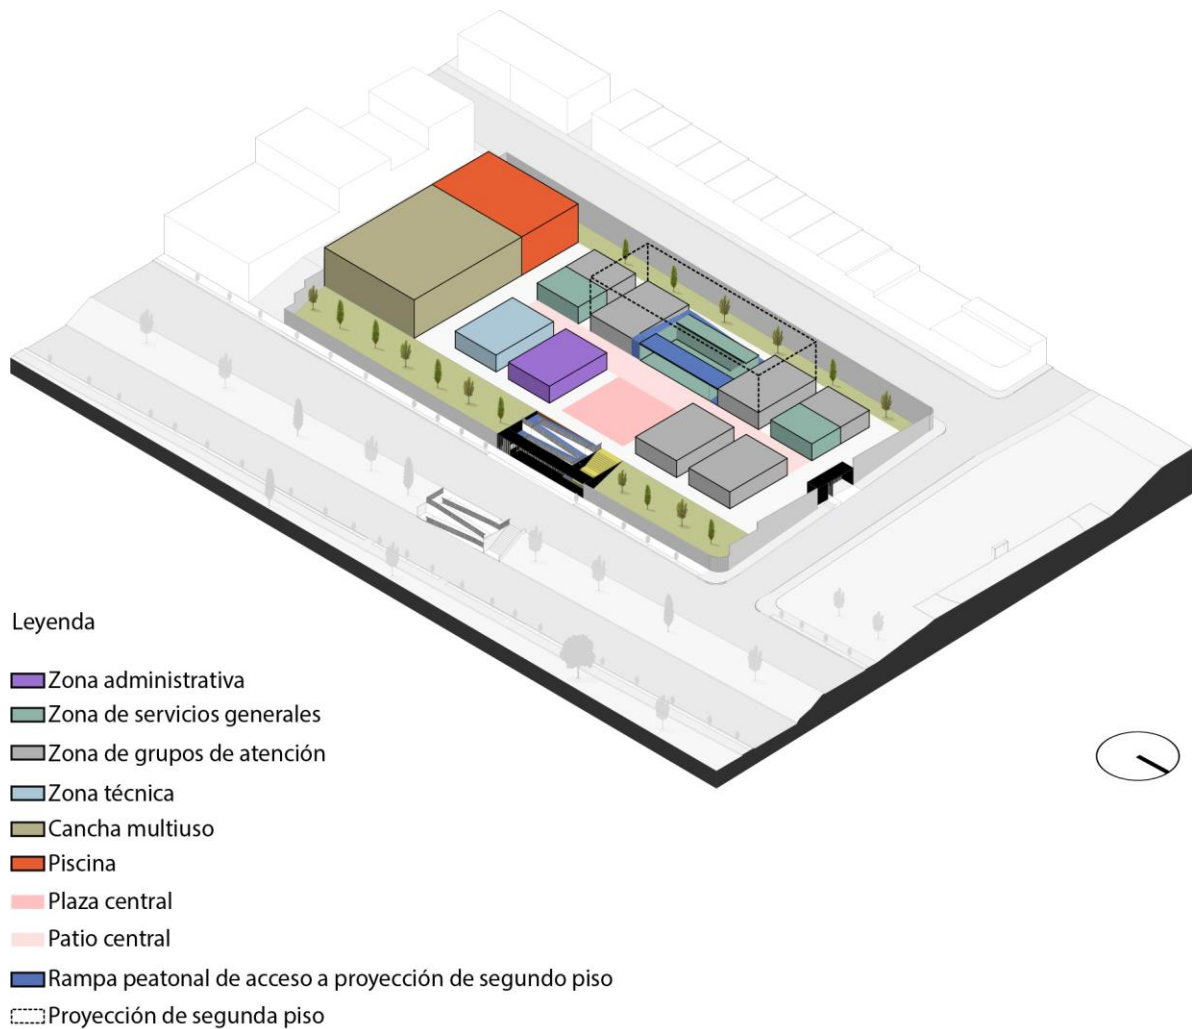 Leyenda
Zona administrativa
Zona de servicios generales
Zona de grupos de atención
Zona técnica
Cancha multiuso
Piscina
Plaza central
Patio central
Rampa peatonal de acceso a proyección de segundo piso
Proyección de segunda piso